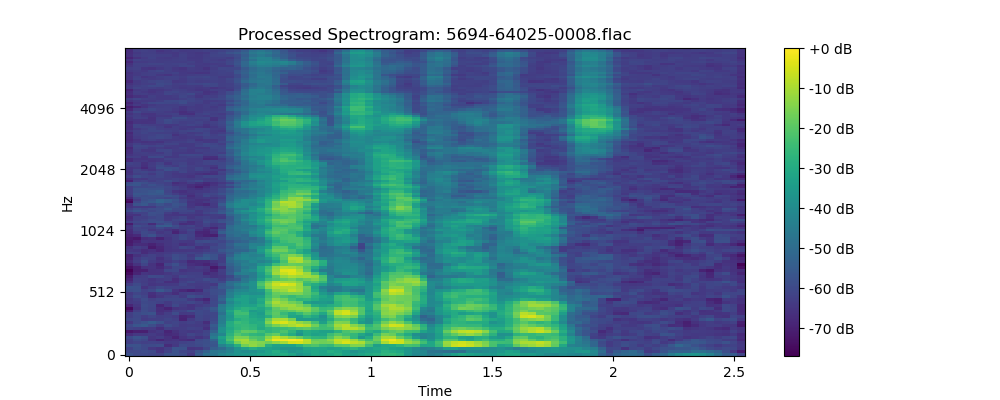 Processed Spectrogram: 5694-64025-0008.flac
Hz
4096
2048
1024
512
0
0
0.5
1
1.5
2
2.5
Time
+0 dB
-10 dB
-20 dB
-30 dB
-40 dB
-50 dB
-60 dB
-70 dB